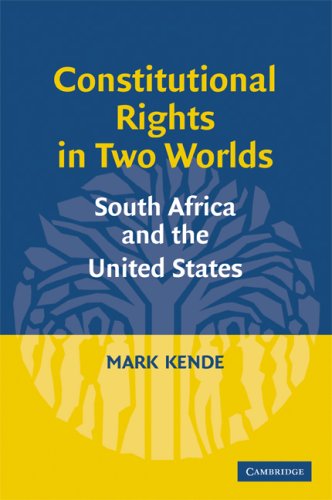 Constitutional
Rights
in Two Worlds
South Africa
and the
United States
MARK KENDE
CAMBRIDGE